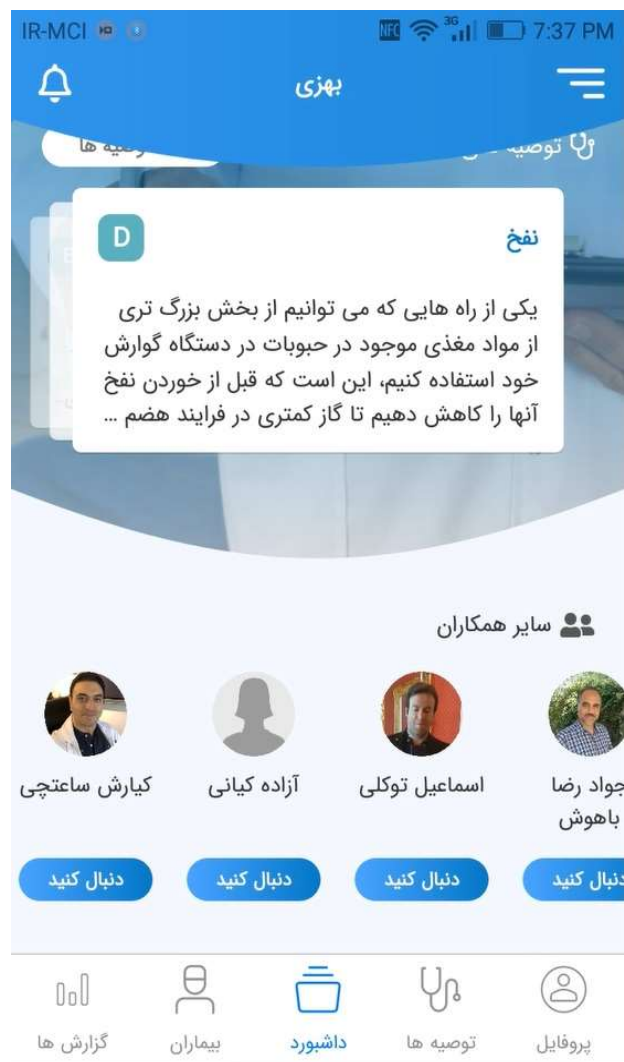 IR-MCI NFC 3G 7:37 PM
بهزی
توصیه
نفخ
D
یکی از راه هایی که می توانیم از بخش بزرگ تری
از مواد مغذی موجود در حبوبات در دستگاه گوارش
خود استفاده کنیم، این است که قبل از خوردن نفخ
آنها را کاهش دهیم تا گاز کمتری در فرایند هضم ...
سایر همکاران
جواد رضا
باهوش
اسماعیل توکلی
آزاده کیانی
کیارش ساعتچی
دنبال کنید
دنبال کنید
دنبال کنید
دنبال کنید
پروفایل
توصیه ها
داشبورد
بیماران
گزارش ها